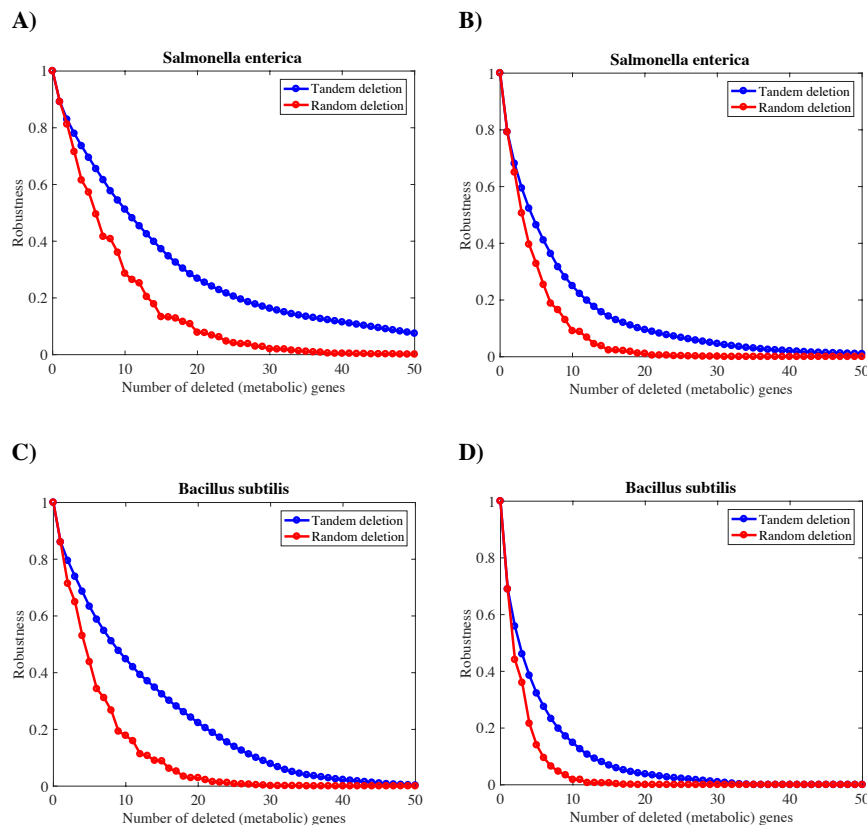 A)
Salmonella enterica
1
0.8
0.6
0.4
0.2
0
0 10 20 30 40 50
Robustness
Number of deleted (metabolic) genes
Tandem deletion
Random deletion
B)
Salmonella enterica
1
0.8
0.6
0.4
0.2
0
0 10 20 30 40 50
Robustness
Number of deleted (metabolic) genes
Tandem deletion
Random deletion
C)
Bacillus subtilis
1
0.8
0.6
0.4
0.2
0
0 10 20 30 40 50
Robustness
Number of deleted (metabolic) genes
Tandem deletion
Random deletion
D)
Bacillus subtilis
1
0.8
0.6
0.4
0.2
0
0 10 20 30 40 50
Robustness
Number of deleted (metabolic) genes
Tandem deletion
Random deletion